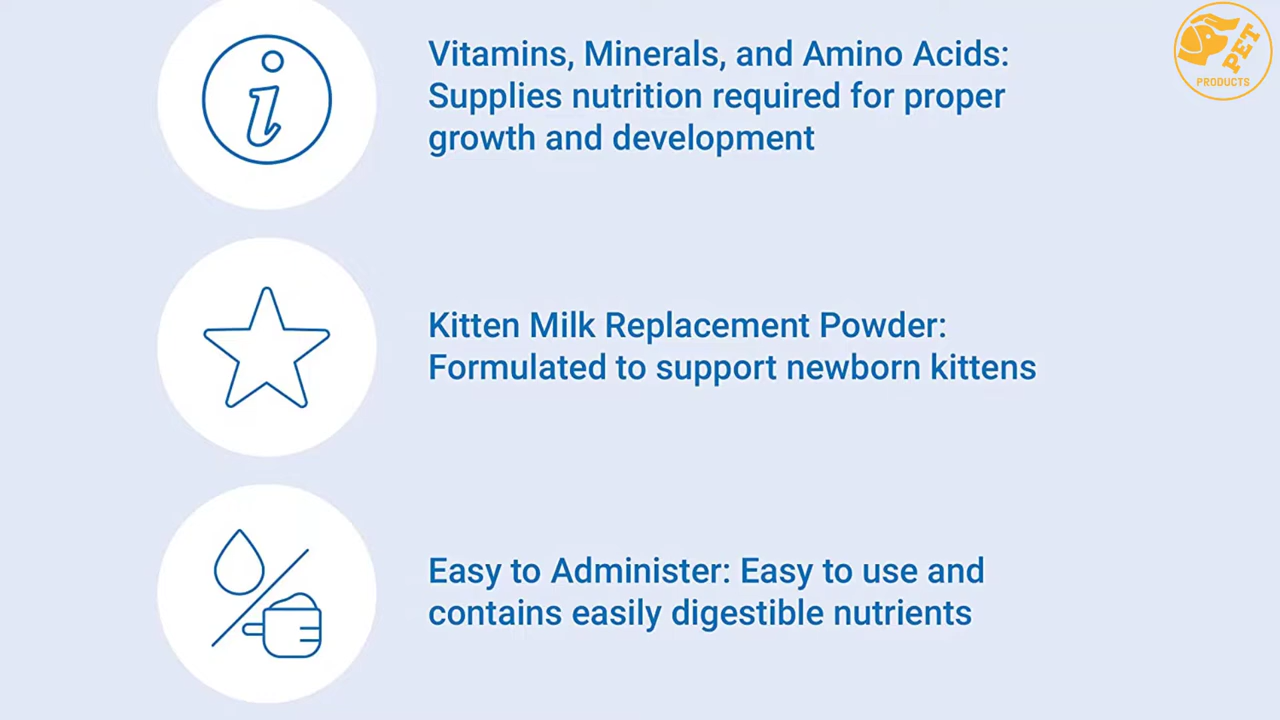 Vitamins, Minerals, and Amino Acids:
Supplies nutrition required for proper
growth and development
Kitten Milk Replacement Powder:
Formulated to support newborn kittens
Easy to Administer: Easy to use and
contains easily digestible nutrients
PET
PRODUCTS